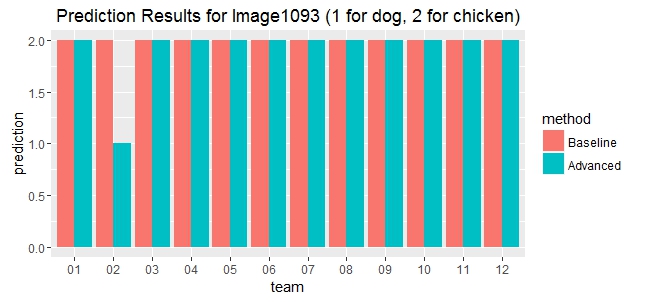 Prediction Results for Image1093 (1 for dog, 2 for chicken)
2.0
1.5
1.0
0.5
0.0
prediction
01 02 03 04 05 06 07 08 09 10 11 12
team
method
Baseline
Advanced